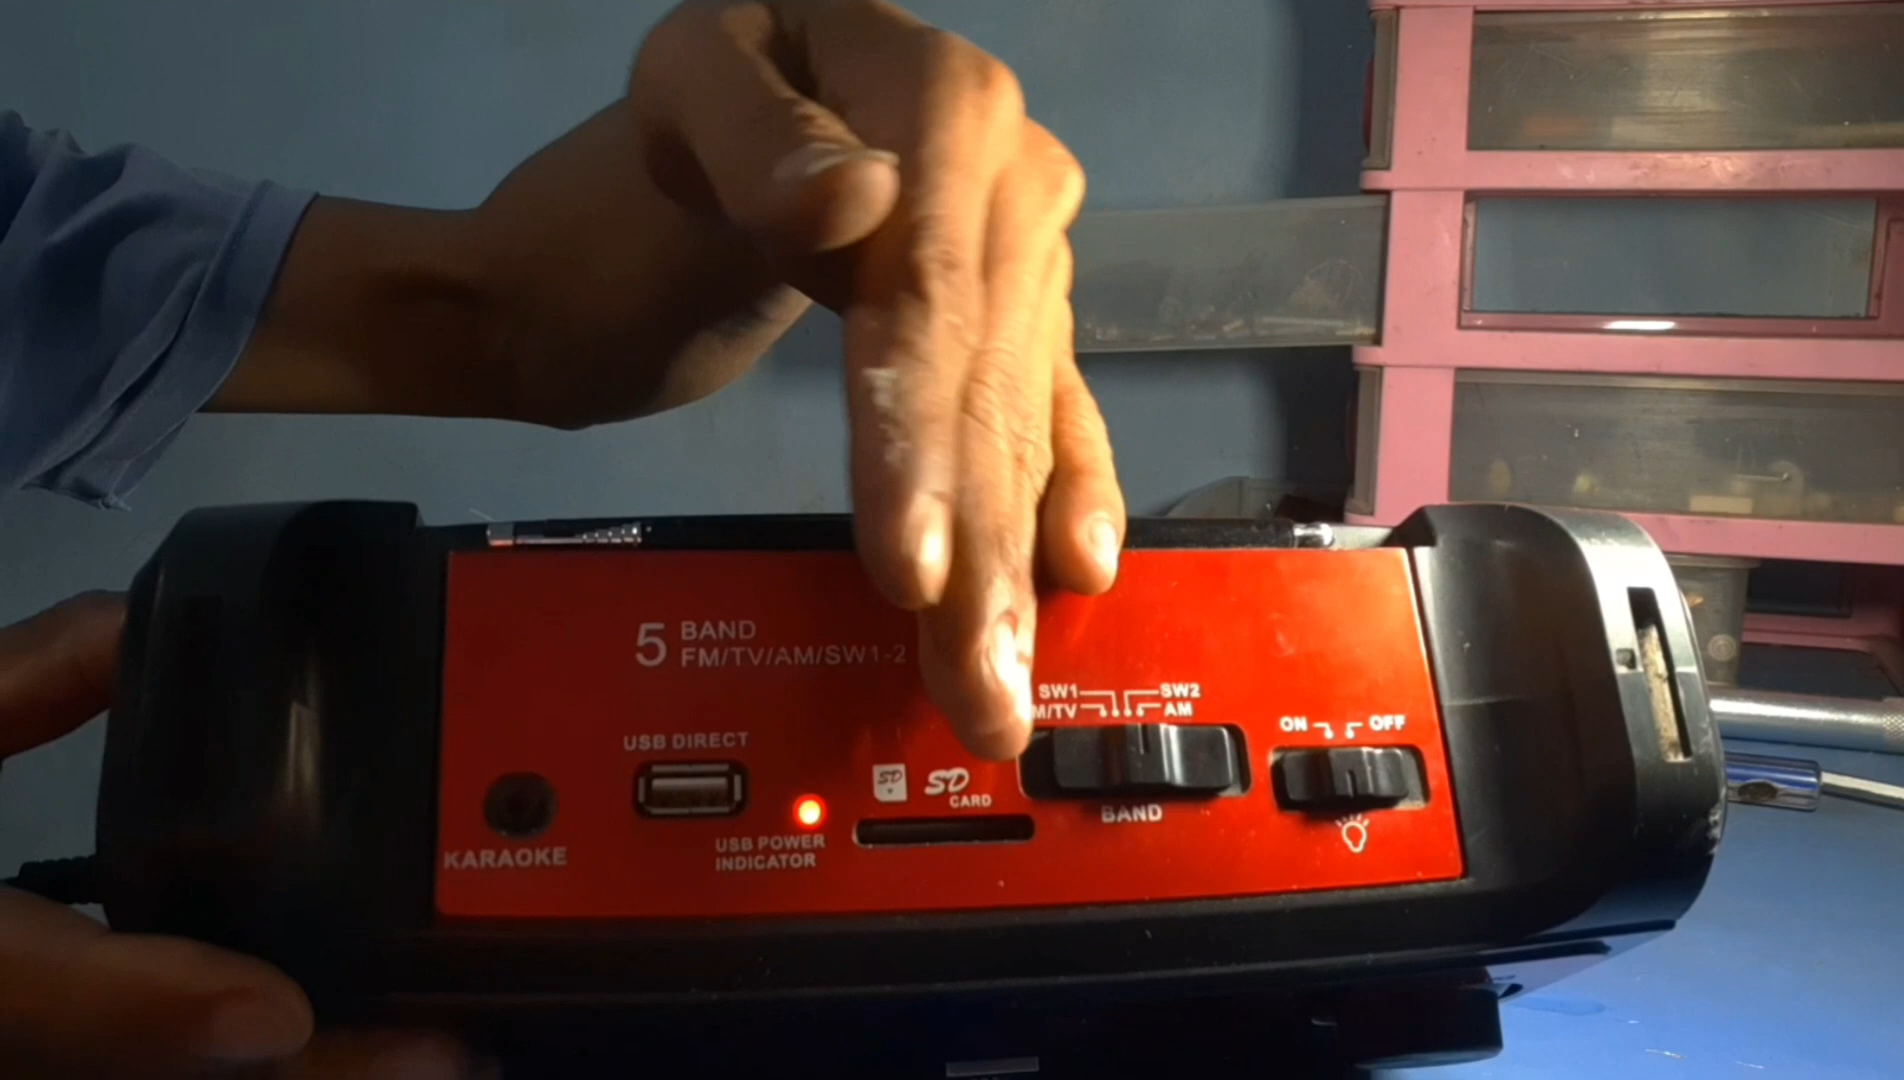 5 BAND
FM/TV/AM/SW1-2
SW1 SW2
M/TV AM
ON OFF
USB DIRECT
SD SD
CARD
BAND
USB POWER
INDICATOR
KARAOKE